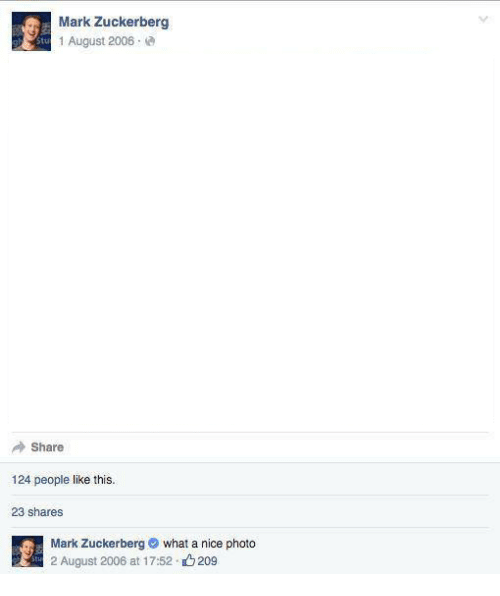 Mark Zuckerberg
1 August 2006 ·
Share
124 people like this.
23 shares
Mark Zuckerberg what a nice photo
2 August 2006 at 17:52 · 209